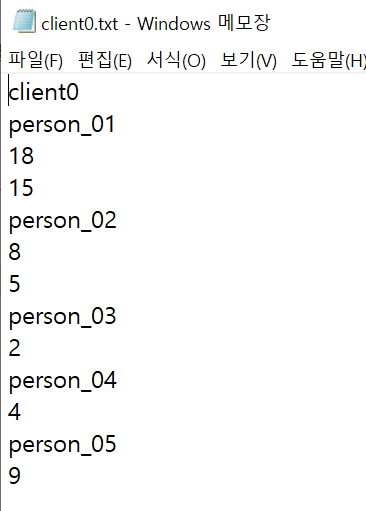 client0.txt - Windows 메모장
파일(F) 편집(E) 서식(O) 보기(V) 도움말(H)
client0
person_01
18
15
person_02
8
5
person_03
2
person_04
4
person_05
9